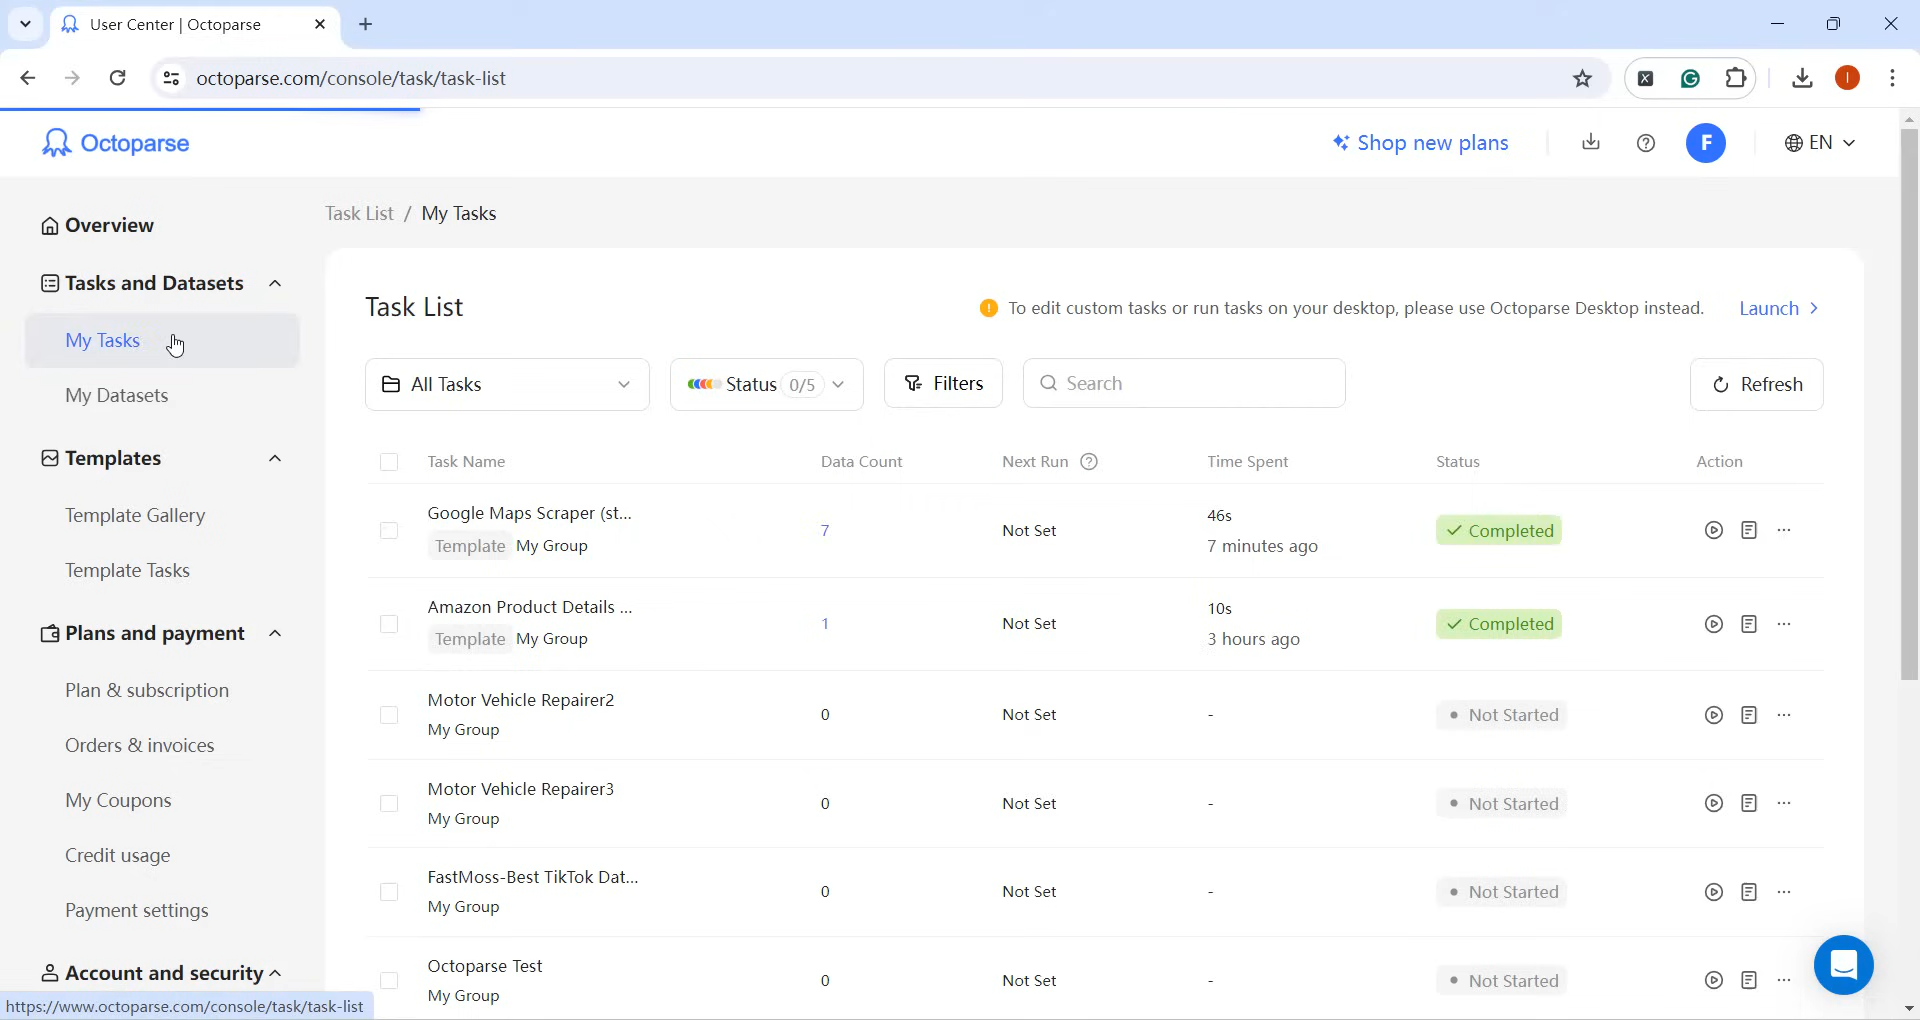 User Center | Octoparse
octoparse.com/console/task/task-list
I
Octoparse
Shop new plans
F
EN
Overview
Tasks and Datasets
My Tasks
My Datasets
Templates
Template Gallery
Template Tasks
Plans and payment
Plan & subscription
Orders & invoices
My Coupons
Credit usage
Payment settings
Account and security
https://www.octoparse.com/console/task/task-list
Task List / My Tasks
Task List
To edit custom tasks or run tasks on your desktop, please use Octoparse Desktop instead. Launch >
All Tasks Status 0/5 Filters Search Refresh
Task Name Data Count Next Run Time Spent Status Action
Google Maps Scraper (st...
Template My Group
7 Not Set
46s
7 minutes ago
Completed
Amazon Product Details ...
Template My Group
1 Not Set
10s
3 hours ago
Completed
Motor Vehicle Repairer2
My Group
0 Not Set - Not Started
Motor Vehicle Repairer3
My Group
0 Not Set - Not Started
FastMoss-Best TikTok Dat...
My Group
0 Not Set - Not Started
Octoparse Test
My Group
0 Not Set - Not Started